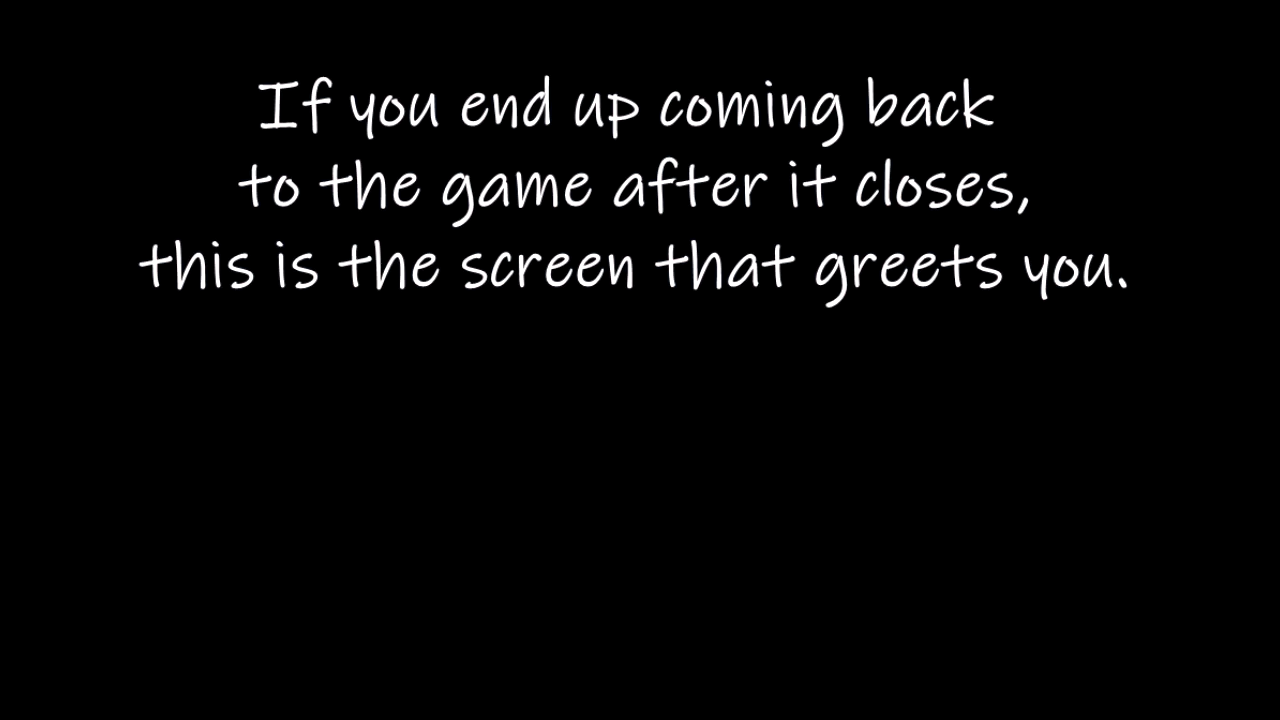 If you end up coming back
to the game after it closes,
this is the screen that greets you.